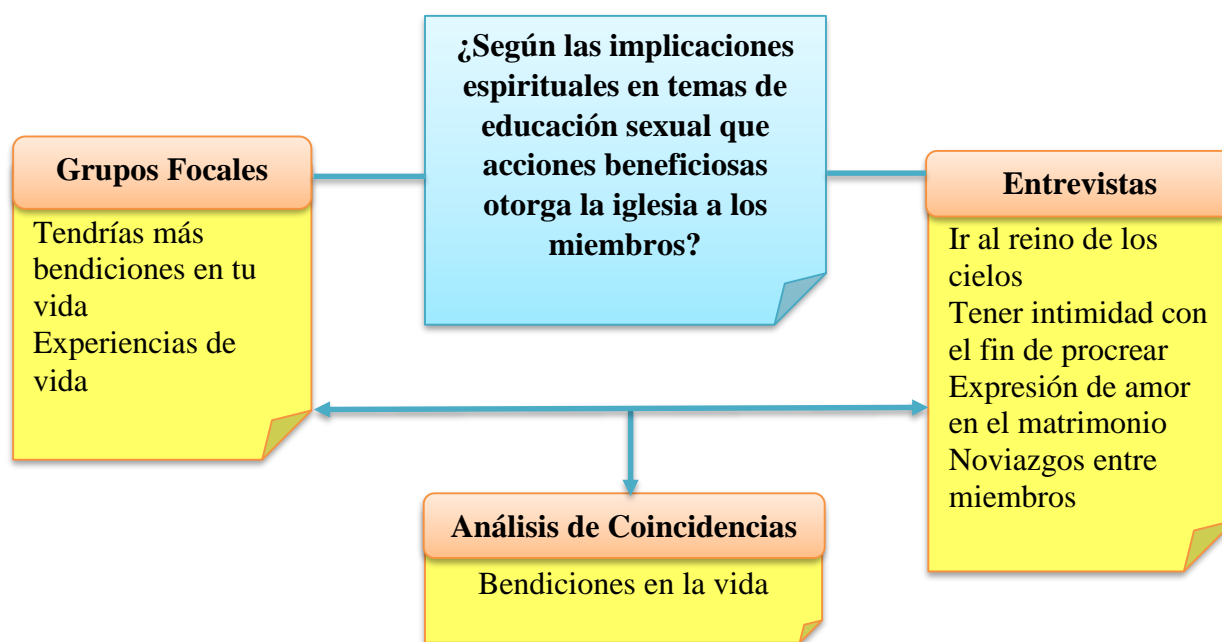 ¿Según las implicaciones
espirituales en temas de
educación sexual que
acciones beneficiosas
otorga la iglesia a los
miembros?
Grupos Focales
Tendrías más
bendiciones en tu
vida
Experiencias de
vida
Entrevistas
Ir al reino de los
cielos
Tener intimidad con
el fin de procrear
Expresión de amor
en el matrimonio
Noviazgos entre
miembros
Análisis de Coincidencias
Bendiciones en la vida